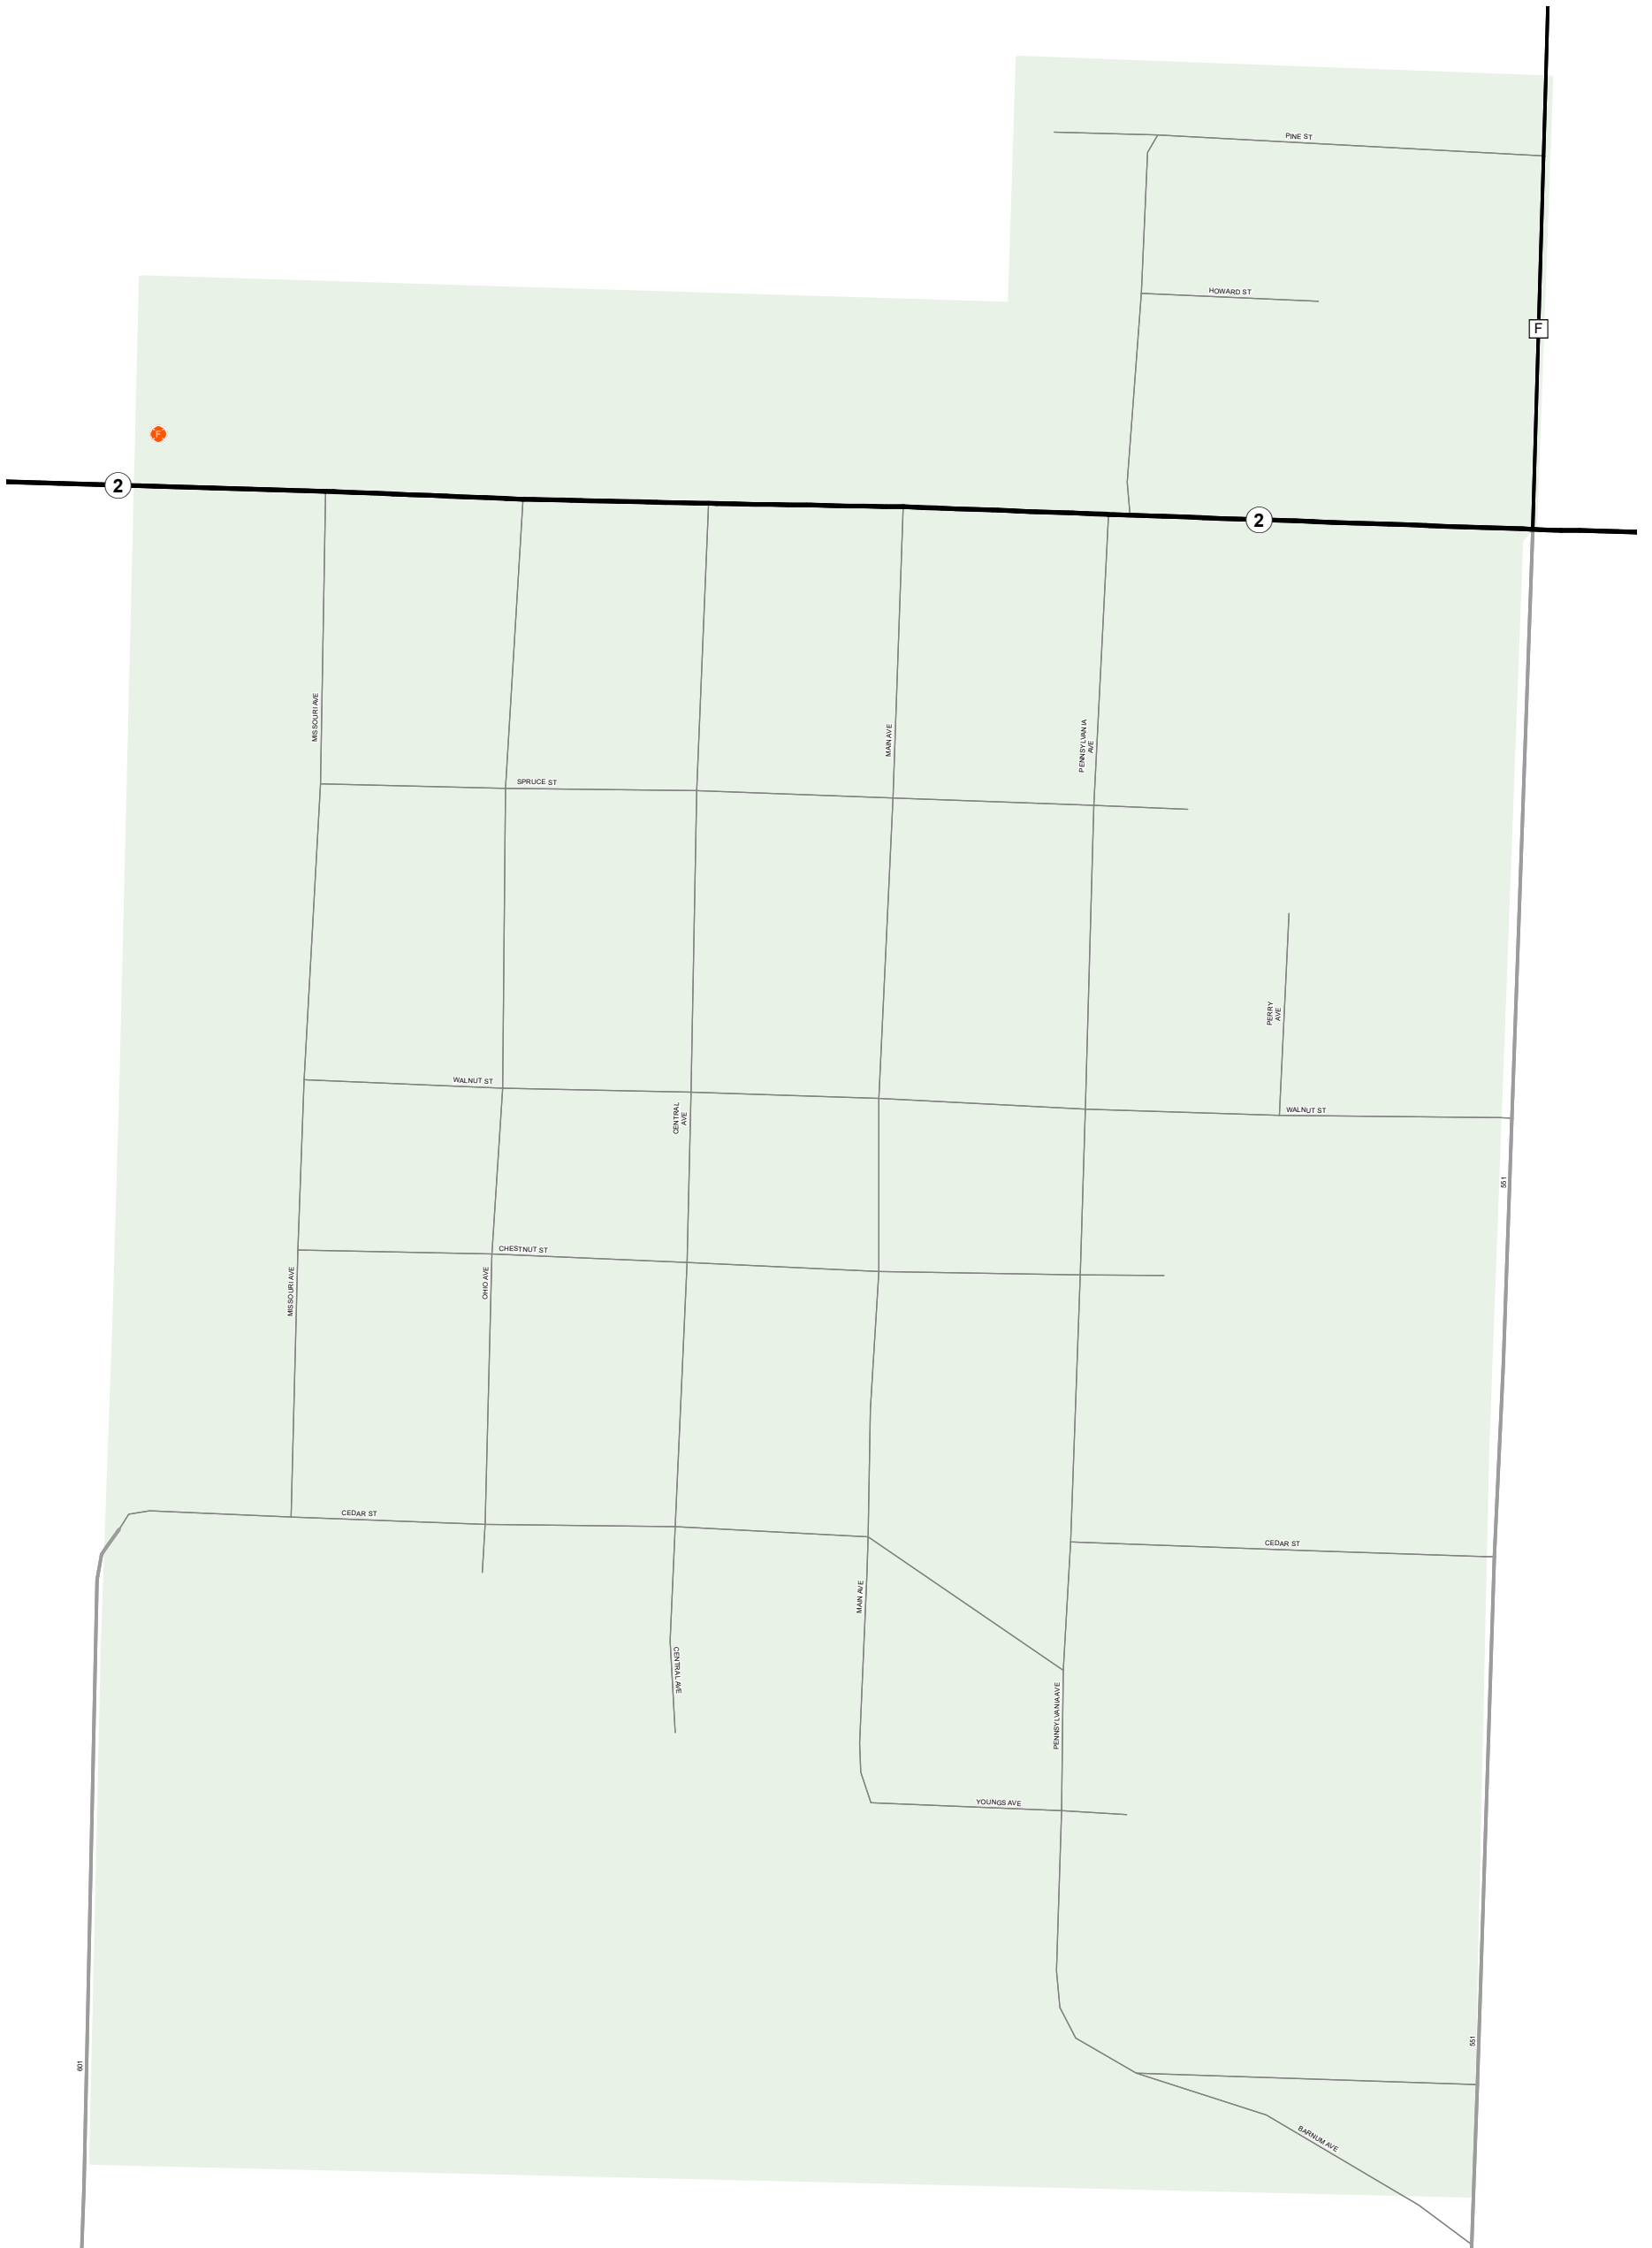 PINE ST
HOWARD ST
F
F
2
2
MISSOURI AVE
MAIN AVE
PENNSYLVANIA
AVE
SPRUCE ST
PERRY
AVE
WALNUT ST
CENTRAL
AVE
WALNUT ST
551
CHESTNUT ST
MISSOURI AVE
OHIO AVE
CEDAR ST
CEDAR ST
MAIN AVE
CENTRAL AVE
PENNSYLVANIA AVE
YOUNGS AVE
551
601
BARNUM AVE